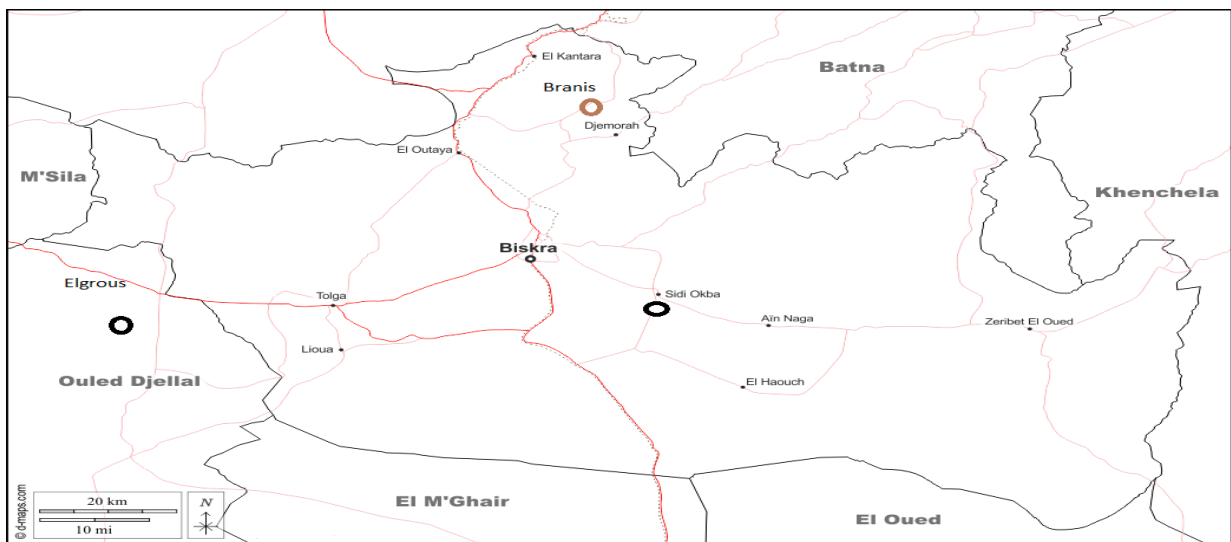 El Kantara
Batna
Branis
Djemorah
El Outaya
M'Sila
Khenchela
Biskra
Elgrous
Sidi Okba
Tolga
Aïn Naga
Zeribet El Oued
Lioua
Ouled Djellal
El Haouch
20 km
10 mi
N
El M'Ghair
El Oued
© d-maps.com